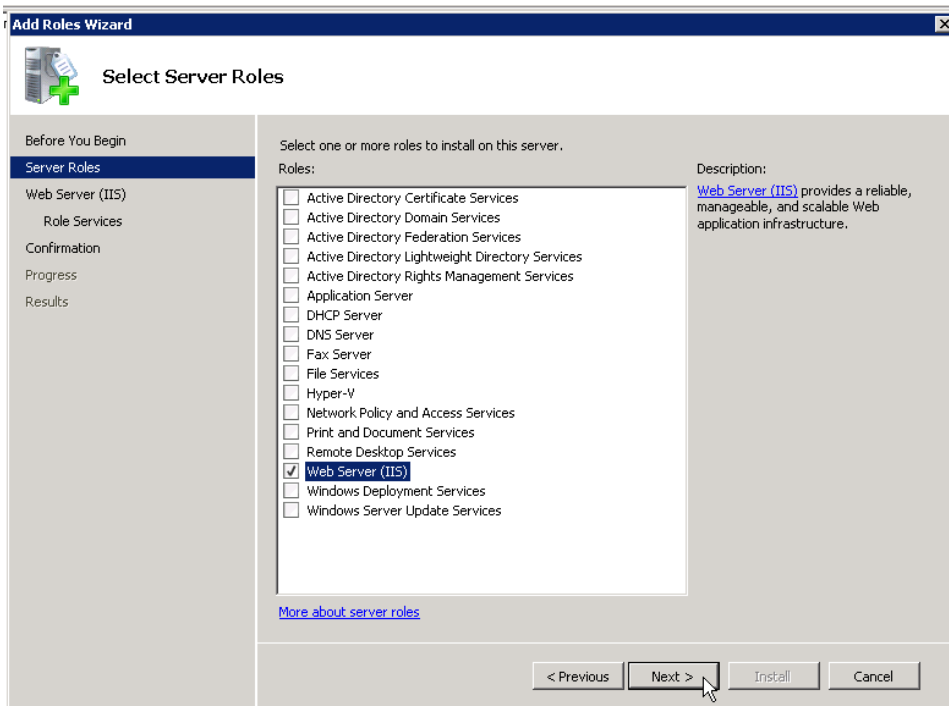 Add Roles Wizard
Select Server Roles
Before You Begin
Server Roles
Web Server (IIS)
Role Services
Confirmation
Progress
Results
Select one or more roles to install on this server.
Roles:
Active Directory Certificate Services
Active Directory Domain Services
Active Directory Federation Services
Active Directory Lightweight Directory Services
Active Directory Rights Management Services
Application Server
DHCP Server
DNS Server
Fax Server
File Services
Hyper-V
Network Policy and Access Services
Print and Document Services
Remote Desktop Services
Web Server (IIS)
Windows Deployment Services
Windows Server Update Services
More about server roles
Description:
Web Server (IIS) provides a reliable,
manageable, and scalable Web
application infrastructure.
< Previous
Next >
Install
Cancel